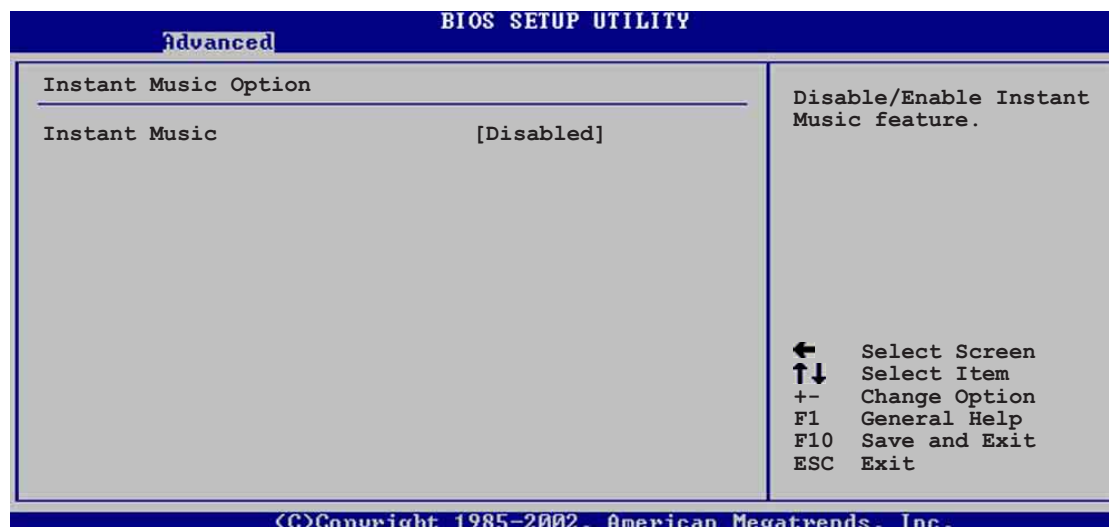 BIOS SETUP UTILITY
Advanced
Instant Music Option
Instant Music [Disabled]
Disable/Enable Instant
Music feature.
← Select Screen
↑↓ Select Item
+- Change Option
F1 General Help
F10 Save and Exit
ESC Exit
(C)Copyright 1985-2002, American Megatrends, Inc.